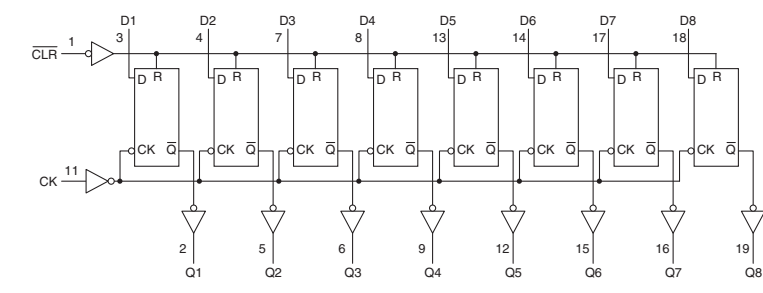 D1 D2 D3 D4 D5 D6 D7 D8
1 3 4 7 8 13 14 17 18
C̅L̅R̅
D R D R D R D R D R D R D R D R
CK Q̅ CK Q̅ CK Q̅ CK Q̅ CK Q̅ CK Q̅ CK Q̅ CK Q̅
11
CK
2 5 6 9 12 15 16 19
Q1 Q2 Q3 Q4 Q5 Q6 Q7 Q8